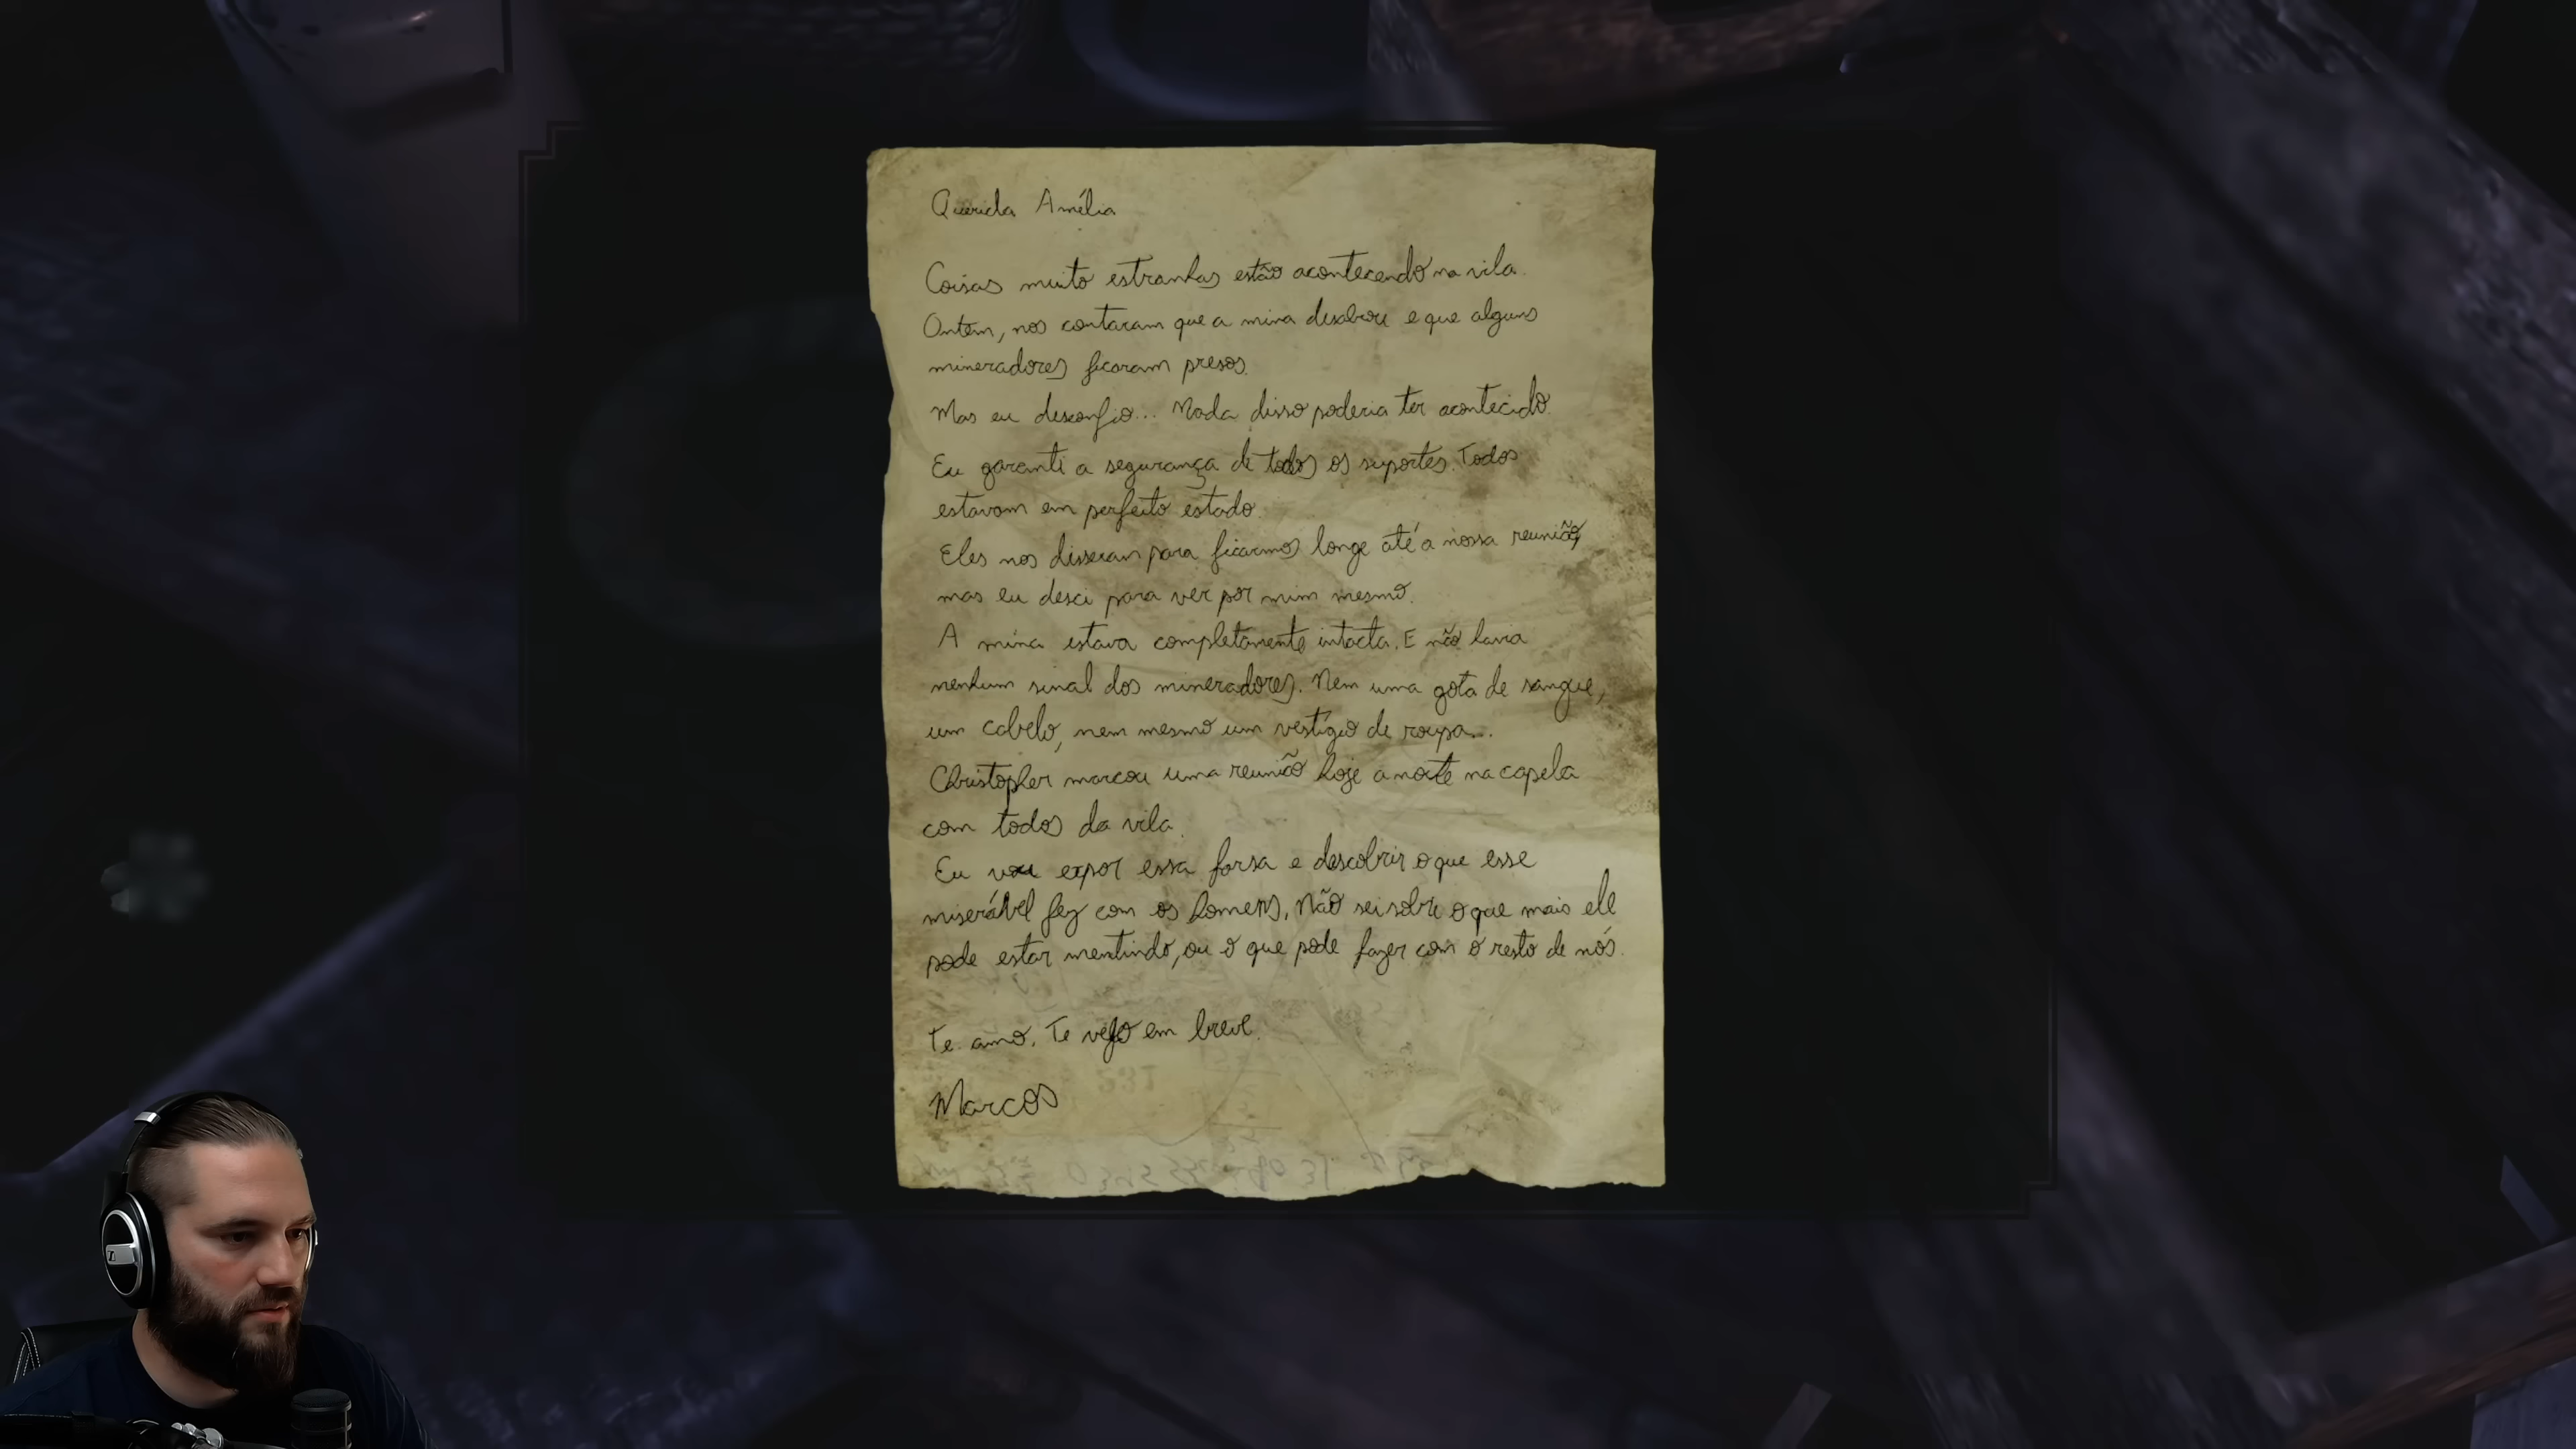 Querida Amélia
Coisas muito estranhas estão acontecendo na vila.
Ontem, nos contaram que a mina desabou e que alguns
mineradores ficaram presos.
Mas eu desconfio... Nada disso poderia ter acontecido.
Eu garanti a segurança de todos os suportes. Todos
estavam em perfeito estado.
Eles nos disseram para ficarmos longe até a nossa reunião,
mas eu desci para ver por mim mesmo.
A mina estava completamente intacta. E não havia
nenhum sinal dos mineradores. Nem uma gota de sangue,
um cabelo, nem mesmo um vestígio de roupa...
Christopher marcou uma reunião hoje a noite na capela
com todos da vila.
Eu vou expor essa farsa e descobrir o que esse
miserável fez com os homens. Não sei sobre o que mais ele
pode estar mentindo, ou o que pode fazer com o resto de nós.
Te amo. Te vejo em breve.
Marcos